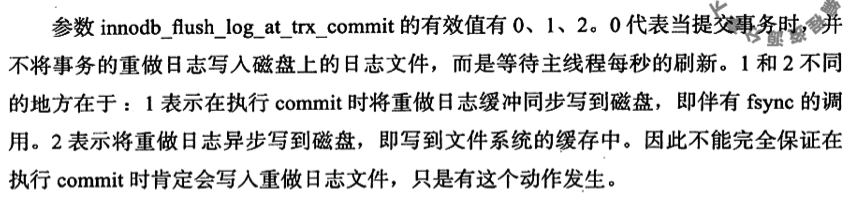 参数 innodb_flush_log_at_trx_commit 的有效值有 0、1、2。0 代表当提交事务时，并
不将事务的重做日志写入磁盘上的日志文件，而是等待主线程每秒的刷新。1 和 2 不同
的地方在于：1 表示在执行 commit 时将重做日志缓冲同步写到磁盘，即伴有 fsync 的调
用。2 表示将重做日志异步写到磁盘，即写到文件系统的缓存中。因此不能完全保证在
执行 commit 时肯定会写入重做日志文件，只是有这个动作发生。